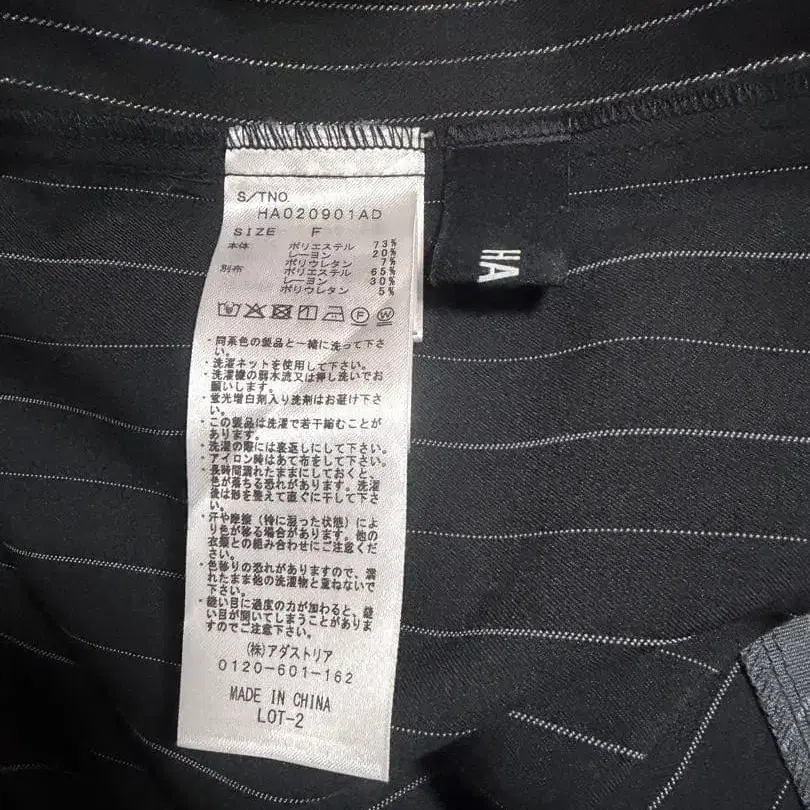 S/TNO.
HA020901AD
SIZE F
本体 ポリエステル 73%
レーヨン 20%
ポリウレタン 7%
別布 ポリエステル 65%
レーヨン 30%
ポリウレタン 5%
F W
・同系色の製品と一緒に洗って下さ
い。
・洗濯ネットを使用して下さい。
・洗濯機の弱水流又は押し洗いでお
願いします。
・蛍光増白剤入り洗剤はお避け下さ
い。
・この製品は洗濯で若干縮むことが
あります。
・洗濯の際には裏返しにして下さい。
・アイロン時はあて布をして下さい。
・長時間濡れたままにしておくと、
色が落ちる恐れがあります。洗濯
後は形を整えて直ぐに干して下さ
い。
・汗や摩擦（特に湿った状態）によ
り色が移る場合があります。他の
衣類との組み合わせにご注意くだ
さい。
・色移りの恐れがありますので、濡
れたまま他の洗濯物と重ねないで
下さい。
・縫い目に過度の力が加わると、縫
い目が開いてしまうことがありま
すのでご注意下さい。
(株)アダストリア
0120-601-162
MADE IN CHINA
LOT-2
HA